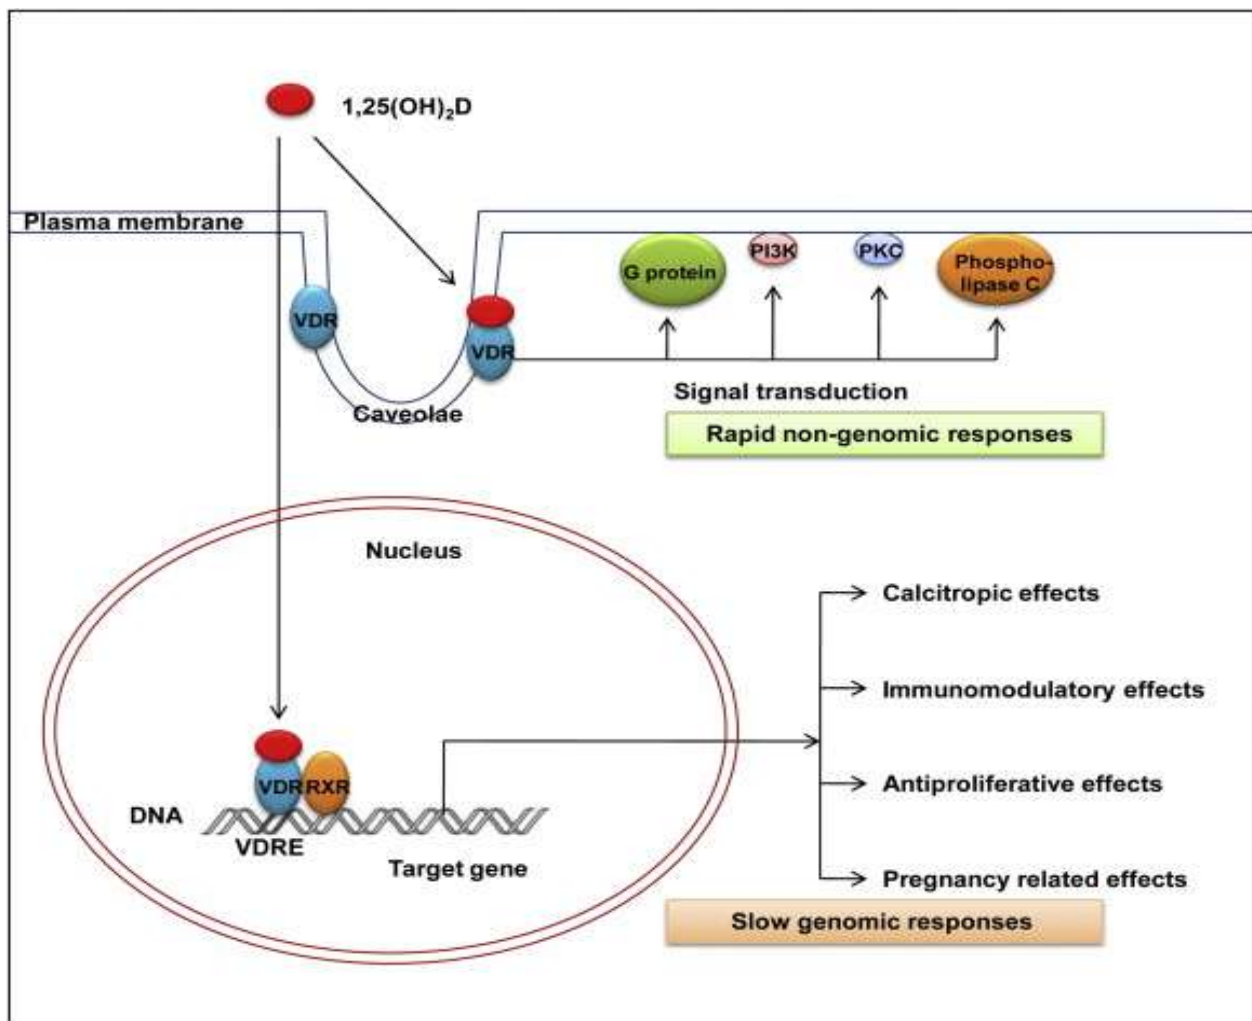 1,25(OH)₂D
Plasma membrane
G protein
PI3K
PKC
Phospho-
lipase C
VDR
VDR
Caveolae
Signal transduction
Rapid non-genomic responses
Nucleus
Calcitropic effects
Immunomodulatory effects
VDR
RXR
Antiproliferative effects
DNA
VDRE
Target gene
Pregnancy related effects
Slow genomic responses